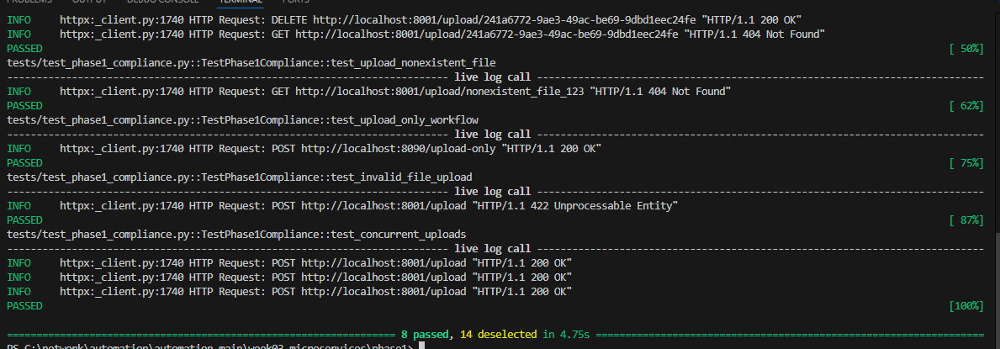 PROBLEMS OUTPUT DEBUG CONSOLE TERMINAL PORTS
INFO httpx:_client.py:1740 HTTP Request: DELETE http://localhost:8001/upload/241a6772-9ae3-49ac-be69-9dbd1eec24fe "HTTP/1.1 200 OK"
INFO httpx:_client.py:1740 HTTP Request: GET http://localhost:8001/upload/241a6772-9ae3-49ac-be69-9dbd1eec24fe "HTTP/1.1 404 Not Found"
PASSED [ 50%]
tests/test_phase1_compliance.py::TestPhase1Compliance::test_upload_nonexistent_file
---------------------------------------------------------------------------- live log call ----------------------------------------------------------------------------
INFO httpx:_client.py:1740 HTTP Request: GET http://localhost:8001/upload/nonexistent_file_123 "HTTP/1.1 404 Not Found"
PASSED [ 62%]
tests/test_phase1_compliance.py::TestPhase1Compliance::test_upload_only_workflow
---------------------------------------------------------------------------- live log call ----------------------------------------------------------------------------
INFO httpx:_client.py:1740 HTTP Request: POST http://localhost:8090/upload-only "HTTP/1.1 200 OK"
PASSED [ 75%]
tests/test_phase1_compliance.py::TestPhase1Compliance::test_invalid_file_upload
---------------------------------------------------------------------------- live log call ----------------------------------------------------------------------------
INFO httpx:_client.py:1740 HTTP Request: POST http://localhost:8001/upload "HTTP/1.1 422 Unprocessable Entity"
PASSED [ 87%]
tests/test_phase1_compliance.py::TestPhase1Compliance::test_concurrent_uploads
---------------------------------------------------------------------------- live log call ----------------------------------------------------------------------------
INFO httpx:_client.py:1740 HTTP Request: POST http://localhost:8001/upload "HTTP/1.1 200 OK"
INFO httpx:_client.py:1740 HTTP Request: POST http://localhost:8001/upload "HTTP/1.1 200 OK"
INFO httpx:_client.py:1740 HTTP Request: POST http://localhost:8001/upload "HTTP/1.1 200 OK"
PASSED [100%]
=================================================================== 8 passed, 14 deselected in 4.75s ===================================================================
PS C:\network\automation\automation-main\week03-microservices\phase1>